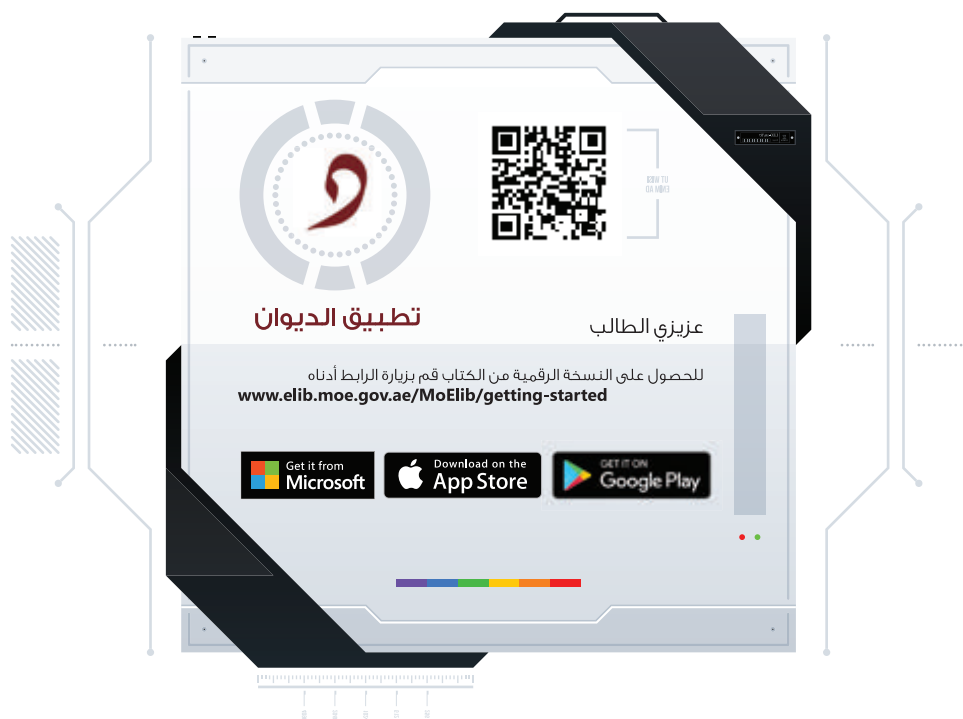 تطبيق الديوان
عزيزي الطالب
للحصول على النسخة الرقمية من الكتاب قم بزيارة الرابط أدناه
www.elib.moe.gov.ae/MoElib/getting-started
Get it from
Microsoft
Download on the
App Store
GET IT ON
Google Play